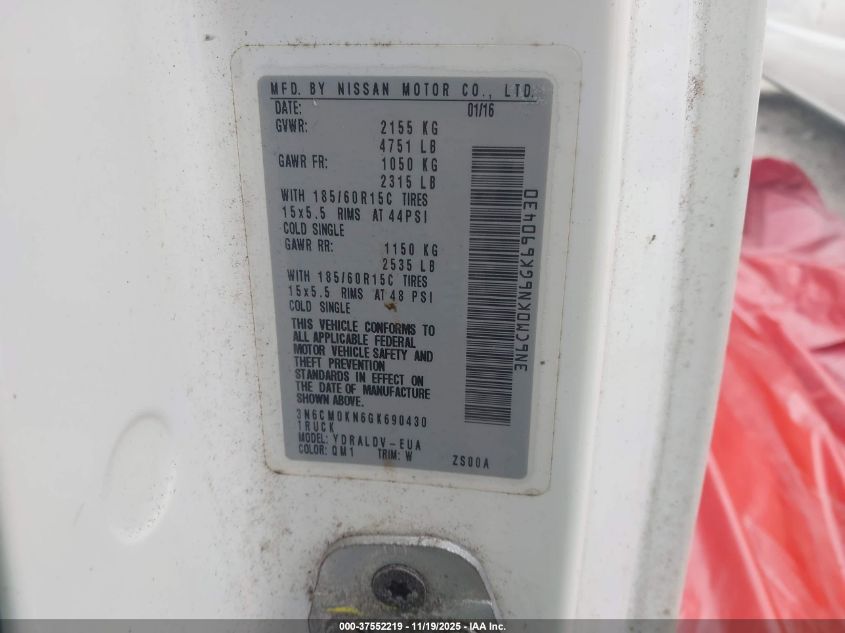 MFD. BY NISSAN MOTOR CO., LTD.
DATE: 01/16
GVWR: 2155 KG
4751 LB
GAWR FR: 1050 KG
2315 LB
WITH 185/60R15C TIRES
15x5.5 RIMS AT 44PSI
COLD SINGLE
GAWR RR: 1150 KG
2535 LB
WITH 185/60R15C TIRES
15x5.5 RIMS AT 48 PSI
COLD SINGLE
THIS VEHICLE CONFORMS TO
ALL APPLICABLE FEDERAL
MOTOR VEHICLE SAFETY AND
THEFT PREVENTION
STANDARDS IN EFFECT ON
THE DATE OF MANUFACTURE
SHOWN ABOVE.
3N6CM0KN6GK690430
TRUCK
MODEL: YDRALDV-EUA
COLOR: QM1 TRIM: W ZS00A
3N6CM0KN6GK690430
000-37552219 - 11/19/2025 - IAA, Inc.